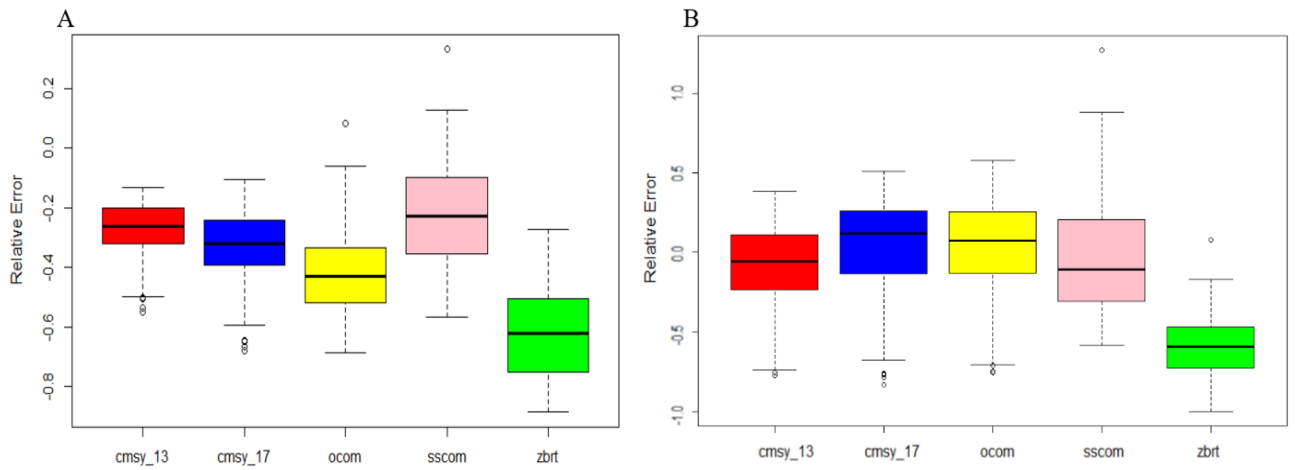 A
Relative Error
0.2
0.0
-0.2
-0.4
-0.6
-0.8
cmsy_13 cmsy_17 ocom sscom zbrt
B
Relative Error
1.0
0.5
0.0
-0.5
-1.0
cmsy_13 cmsy_17 ocom sscom zbrt